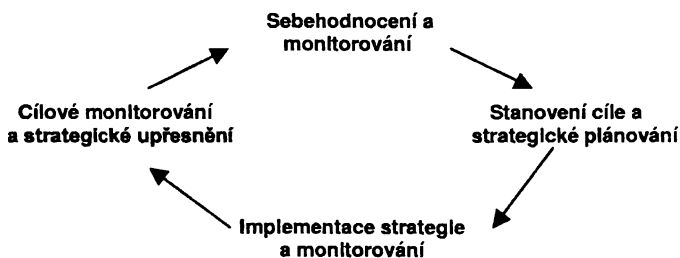 Sebehodnocení a
monitorování
Stanovení cíle a
strategické plánování
Implementace strategie
a monitorování
Cílové monitorování
a strategické upřesnění